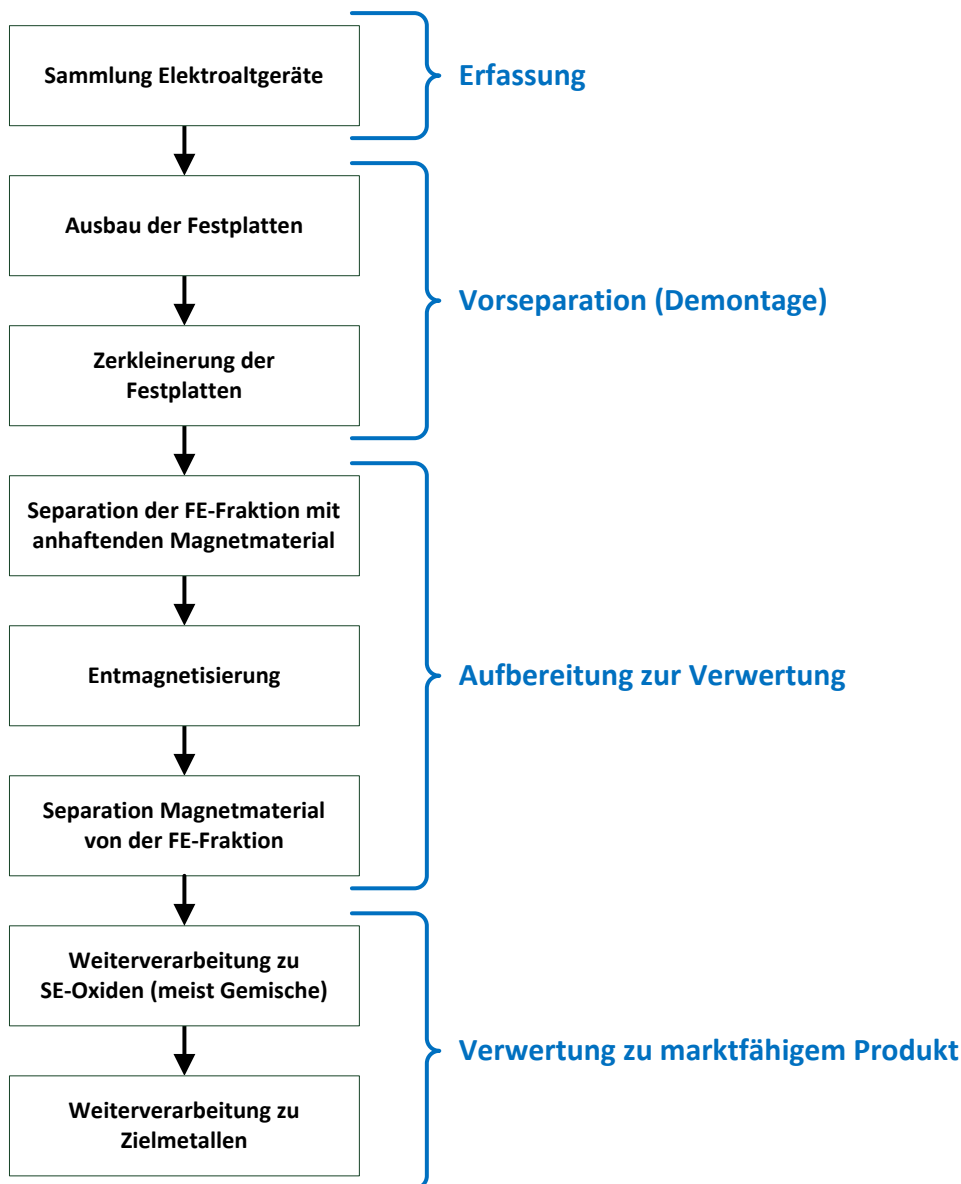 Sammlung Elektroaltgeräte
Erfassung
Ausbau der Festplatten
Vorseparation (Demontage)
Zerkleinerung der
Festplatten
Separation der FE-Fraktion mit
anhaftenden Magnetmaterial
Entmagnetisierung
Aufbereitung zur Verwertung
Separation Magnetmaterial
von der FE-Fraktion
Weiterverarbeitung zu
SE-Oxiden (meist Gemische)
Verwertung zu marktfähigem Produkt
Weiterverarbeitung zu
Zielmetallen